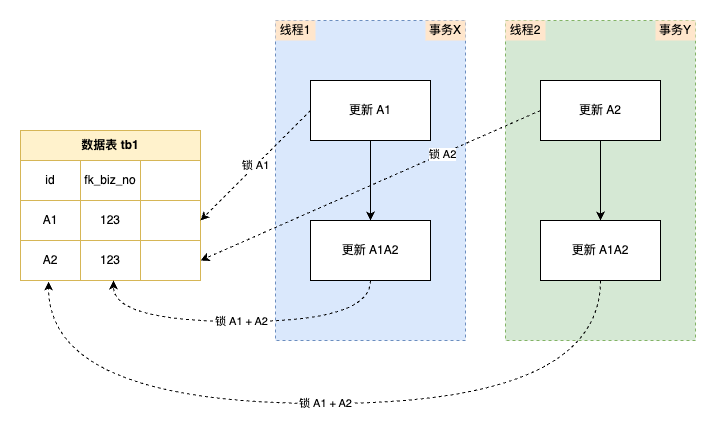 线程1
事务X
线程2
事务Y
更新 A1
更新 A2
数据表 tb1
锁 A1
锁 A2
id
fk_biz_no
A1
123
更新 A1A2
更新 A1A2
A2
123
锁 A1 + A2
锁 A1 + A2